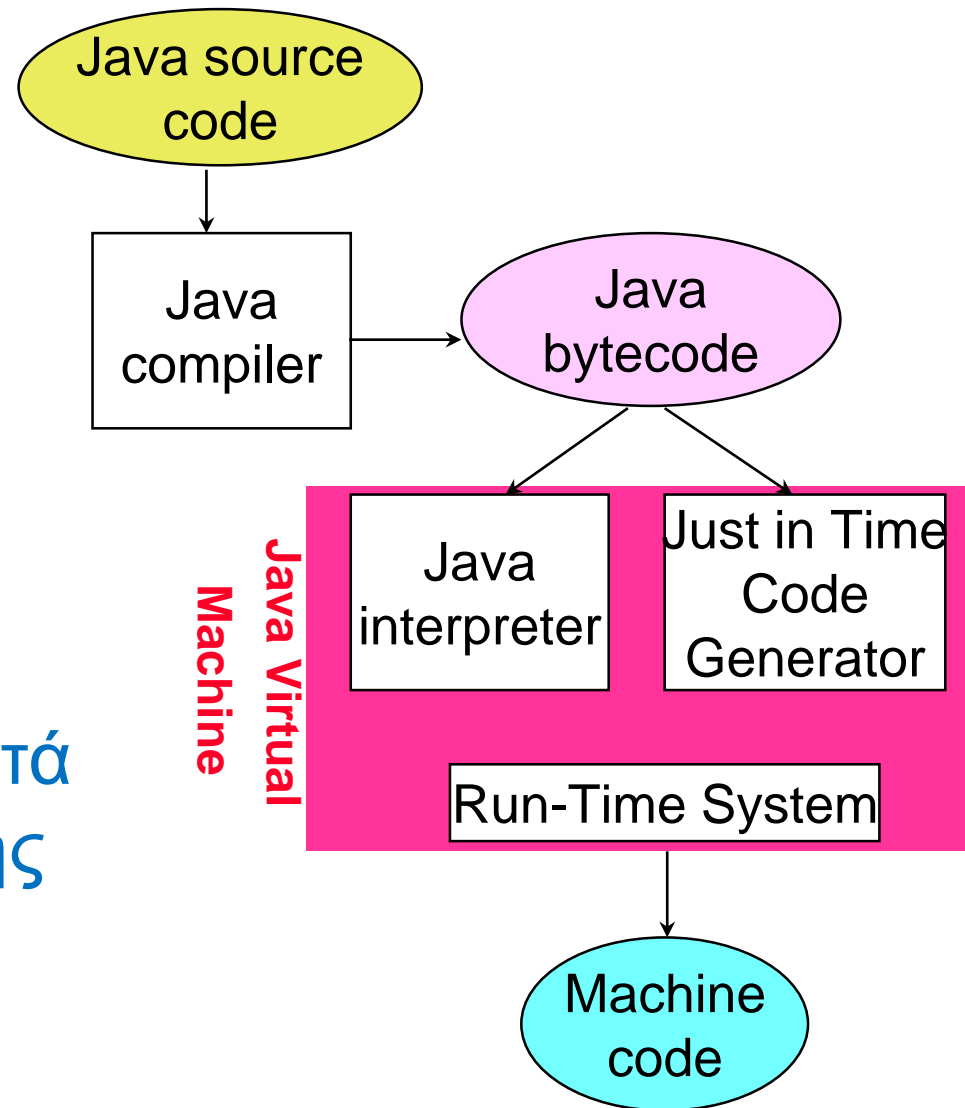 Java source
code
Java
compiler
Java
bytecode
Java Virtual
Machine
Java
interpreter
Just in Time
Code
Generator
Run-Time System
Machine
code